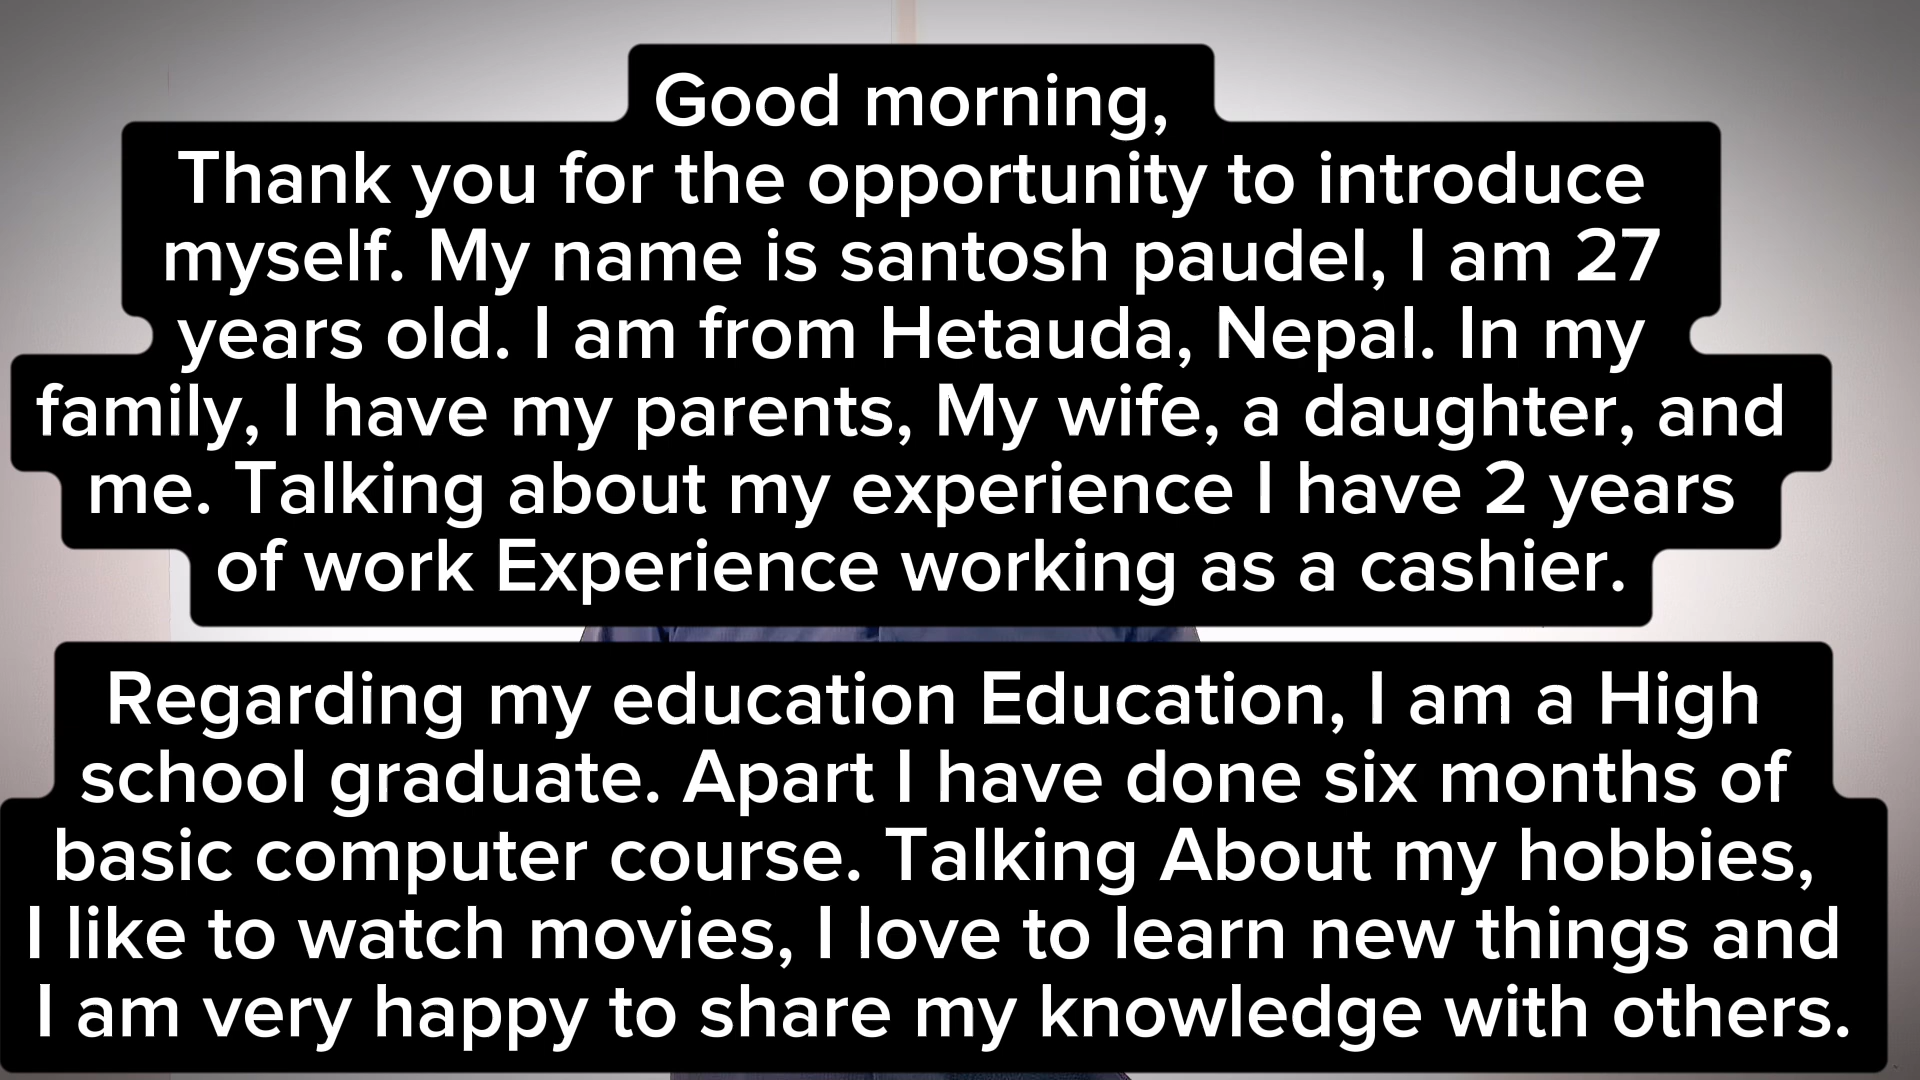 Good morning,
Thank you for the opportunity to introduce
myself. My name is santosh paudel, I am 27
years old. I am from Hetauda, Nepal. In my
family, I have my parents, My wife, a daughter, and
me. Talking about my experience I have 2 years
of work Experience working as a cashier.
Regarding my education Education, I am a High
school graduate. Apart I have done six months of
basic computer course. Talking About my hobbies,
I like to watch movies, I love to learn new things and
I am very happy to share my knowledge with others.